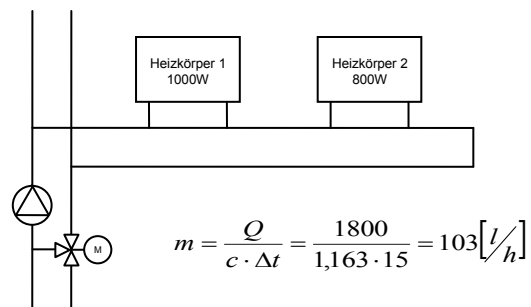 Heizkörper 1
1000W
Heizkörper 2
800W
M
m = Q / (c · Δt) = 1800 / (1,163 · 15) = 103 [l/h]